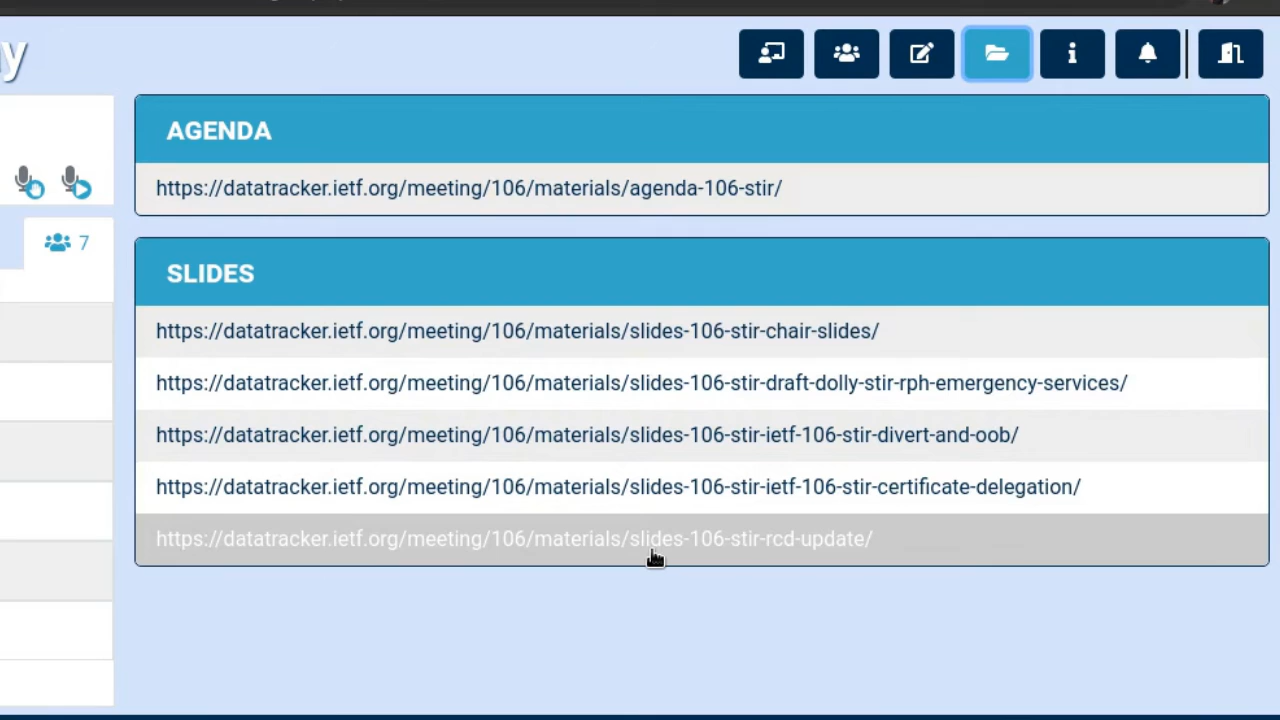 y
AGENDA
https://datatracker.ietf.org/meeting/106/materials/agenda-106-stir/
7
SLIDES
https://datatracker.ietf.org/meeting/106/materials/slides-106-stir-chair-slides/
https://datatracker.ietf.org/meeting/106/materials/slides-106-stir-draft-dolly-stir-rph-emergency-services/
https://datatracker.ietf.org/meeting/106/materials/slides-106-stir-ietf-106-stir-divert-and-oob/
https://datatracker.ietf.org/meeting/106/materials/slides-106-stir-ietf-106-stir-certificate-delegation/
https://datatracker.ietf.org/meeting/106/materials/slides-106-stir-rcd-update/